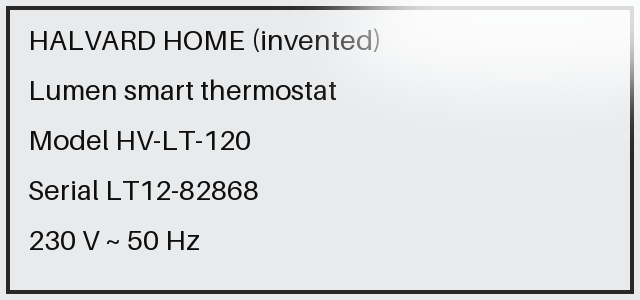 HALVARD HOME (invented)
Lumen smart thermostat
Model HV-LT-120
Serial LT12-82868
230 V ~ 50 Hz